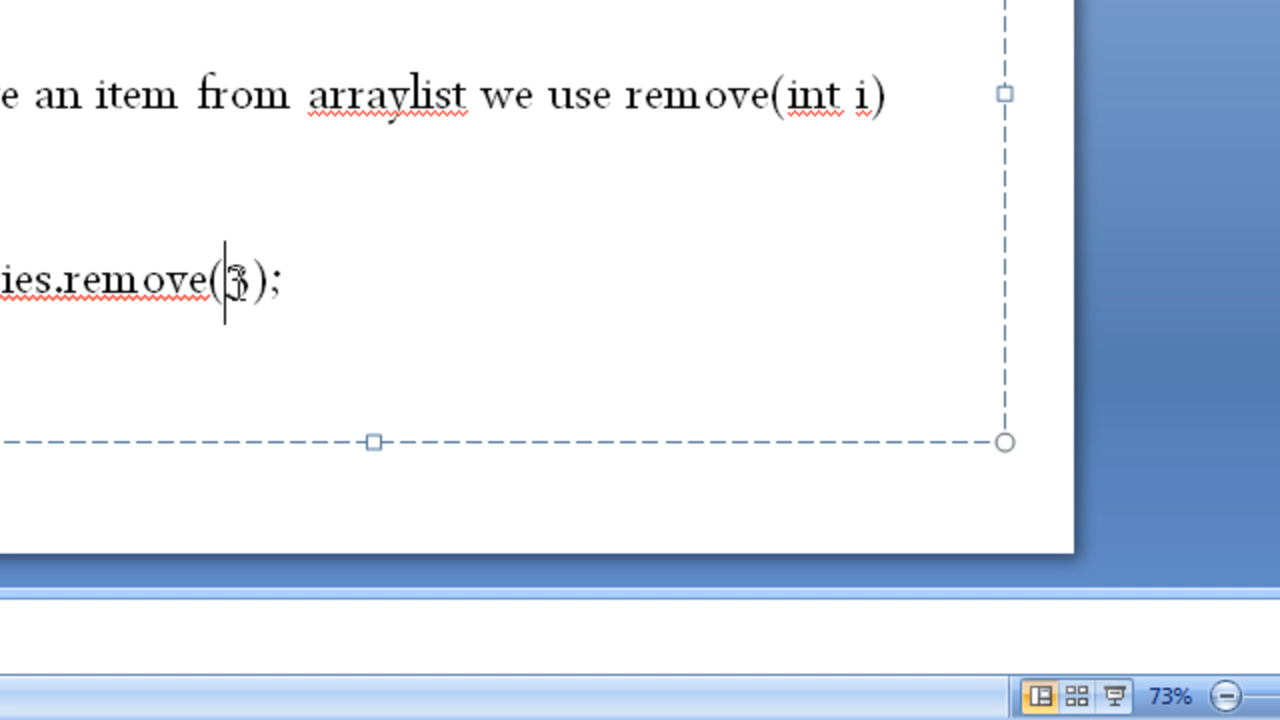 e an item from arraylist we use remove(int i)
ies.remove(3);
73%